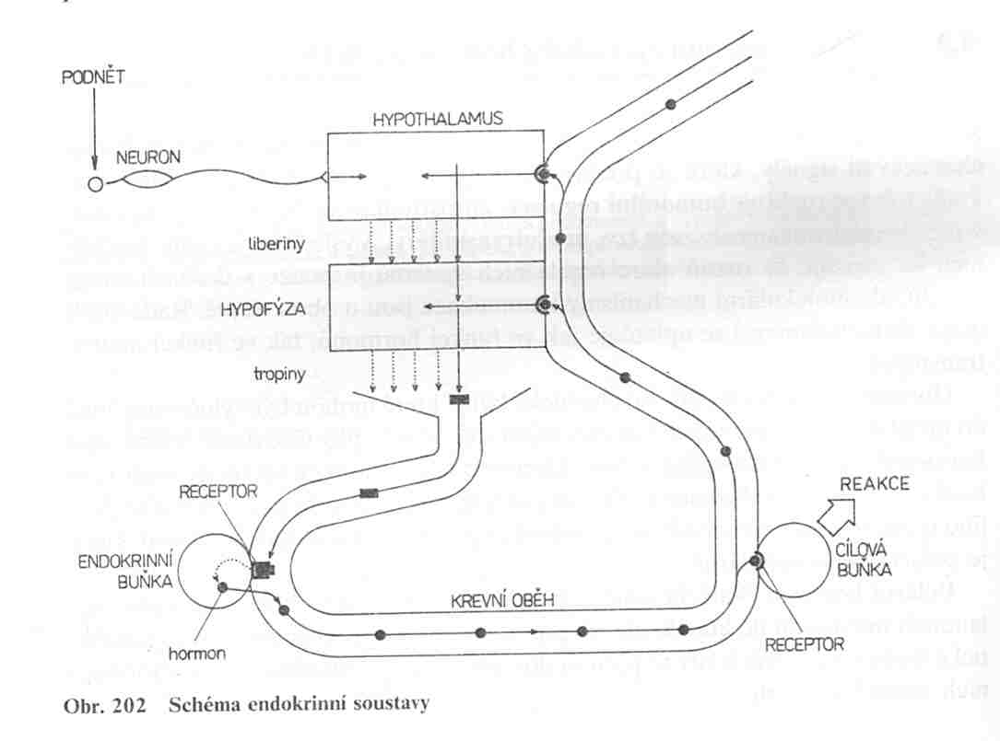 PODNĚT
HYPOTHALAMUS
NEURON
liberiny
HYPOFÝZA
tropiny
RECEPTOR
REAKCE
ENDOKRINNÍ
BUŇKA
CÍLOVÁ
BUŇKA
KREVNÍ OBĚH
RECEPTOR
hormon
Obr. 202 Schéma endokrinní soustavy